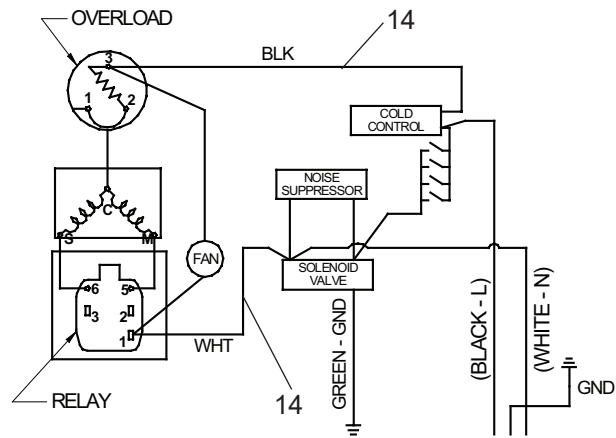 OVERLOAD
14
BLK
3
1
2
COLD
CONTROL
NOISE
SUPPRESSOR
C
S
M
FAN
SOLENOID
VALVE
6
5
3
2
1
WHT
GREEN - GND
(BLACK - L)
(WHITE - N)
GND
RELAY
14